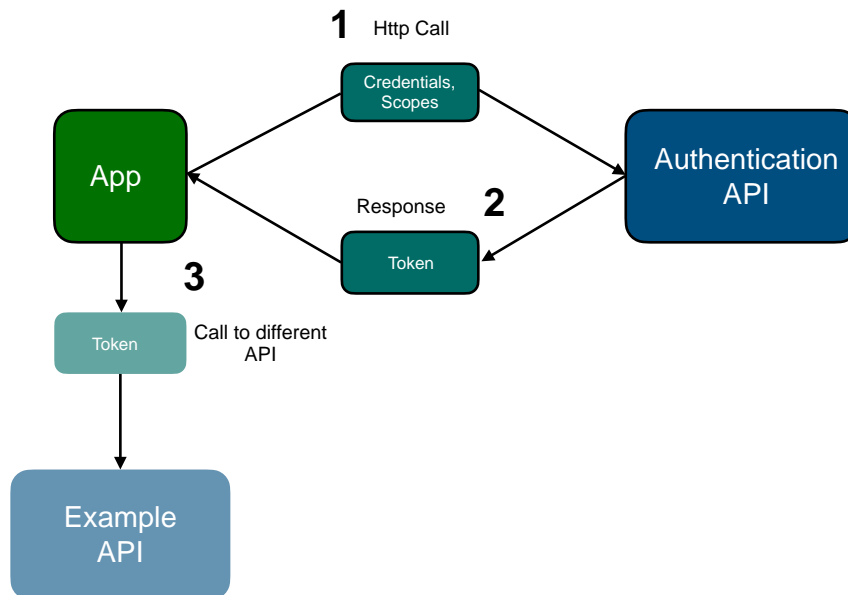 1 Http Call
Credentials,
Scopes
App
Authentication
API
Response 2
Token
3
Token
Call to different
API
Example
API